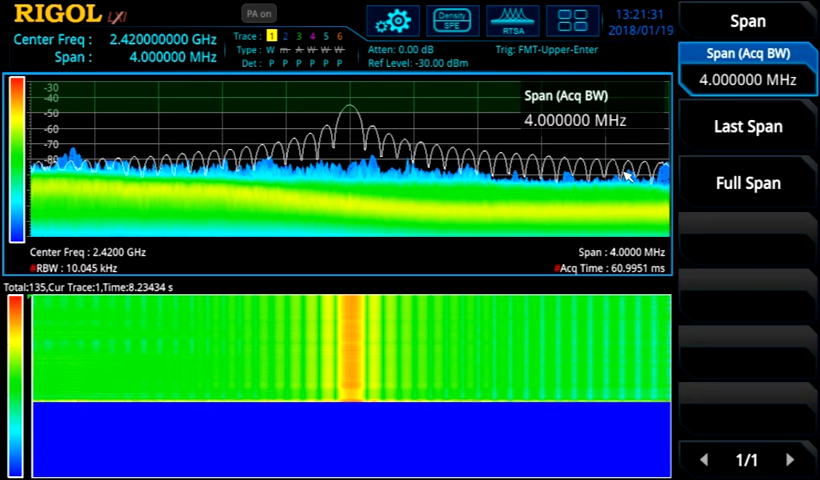 RIGOL LXI
PA on
Center Freq : 2.420000000 GHz
Span : 4.000000 MHz
Trace : 1 2 3 4 5 6
Type : W W A W W W
Det : P P P P P P
Atten: 0.00 dB
Ref Level: -30.00 dBm
Density
SPE
RTSA
Trig: FMT-Upper-Enter
13:21:31
2018/01/19
Span
Span (Acq BW)
4.000000 MHz
Last Span
Full Span
1/1
-30
-40
-50
-60
-70
-80
Span (Acq BW)
4.000000 MHz
Center Freq : 2.4200 GHz
Span : 4.0000 MHz
#RBW : 10.045 kHz
#Acq Time : 60.9951 ms
Total:135,Cur Trace:1,Time:8.23434 s